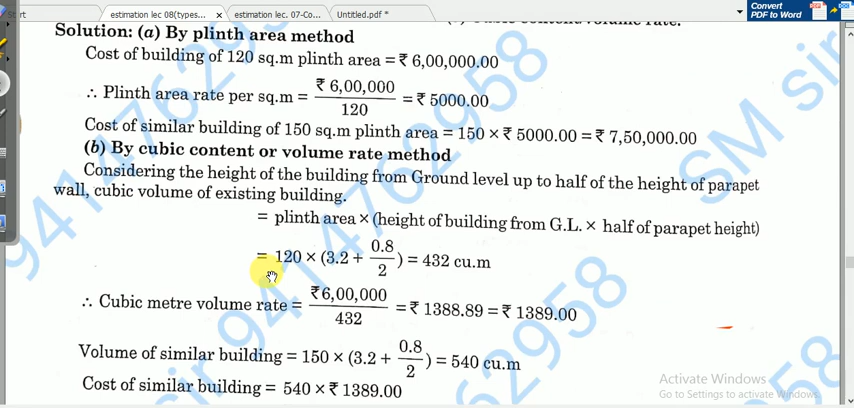 Start
estimation lec 08(types... ×
estimation lec. 07-Co...
Untitled.pdf *
Convert
PDF to Word
Solution: (a) By plinth area method
Cost of building of 120 sq.m plinth area = ₹ 6,00,000.00
∴ Plinth area rate per sq.m = ₹ 6,00,000 / 120 = ₹ 5000.00
Cost of similar building of 150 sq.m plinth area = 150 × ₹ 5000.00 = ₹ 7,50,000.00
(b) By cubic content or volume rate method
Considering the height of the building from Ground level up to half of the height of parapet
wall, cubic volume of existing building.
= plinth area × (height of building from G.L. × half of parapet height)
= 120 × (3.2 + 0.8 / 2) = 432 cu.m
∴ Cubic metre volume rate = ₹6,00,000 / 432 = ₹ 1388.89 = ₹ 1389.00
Volume of similar building = 150 × (3.2 + 0.8 / 2) = 540 cu.m
Cost of similar building = 540 × ₹ 1389.00
SM sir 9414762958
Activate Windows
Go to Settings to activate Windows.